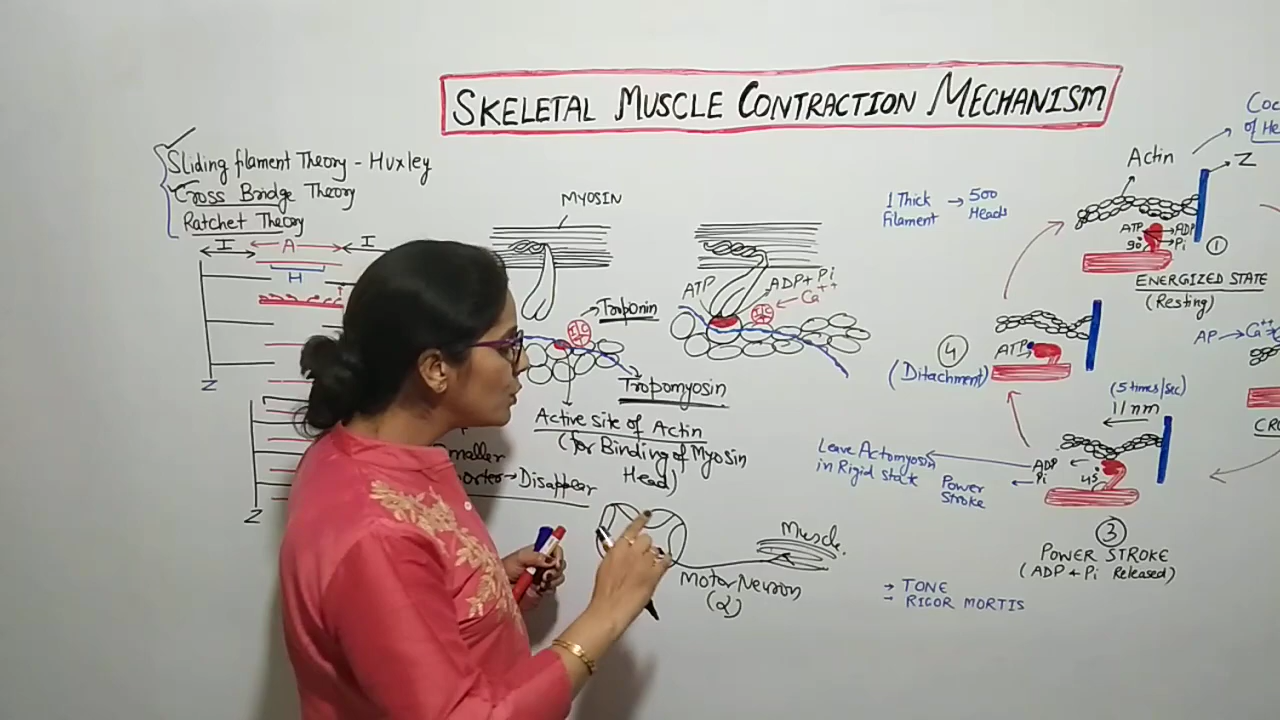 SKELETAL MUSCLE CONTRACTION MECHANISM
Sliding filament Theory - Huxley
Cross Bridge Theory
Ratchet Theory
I A I
H
Z
Z
MYOSIN
Troponin
Tropomyosin
Active site of Actin
(for Binding of Myosin
Head)
→ Disappear
ATP
ADP + Pi
Ca++
Muscle.
Motor Neuron
(α)
1 Thick → 500
Filament Heads
Actin
Z
ATP → ADP
90° → Pi
1
ENERGIZED STATE
(Resting)
AP → Ca++
4
(Ditachment)
ATP
(5 times/sec)
11 nm
Leave Actomyosin
in Rigid state
Power
Stroke
ADP
Pi
45
3
POWER STROKE
(ADP + Pi Released)
→ TONE
→ RIGOR MORTIS